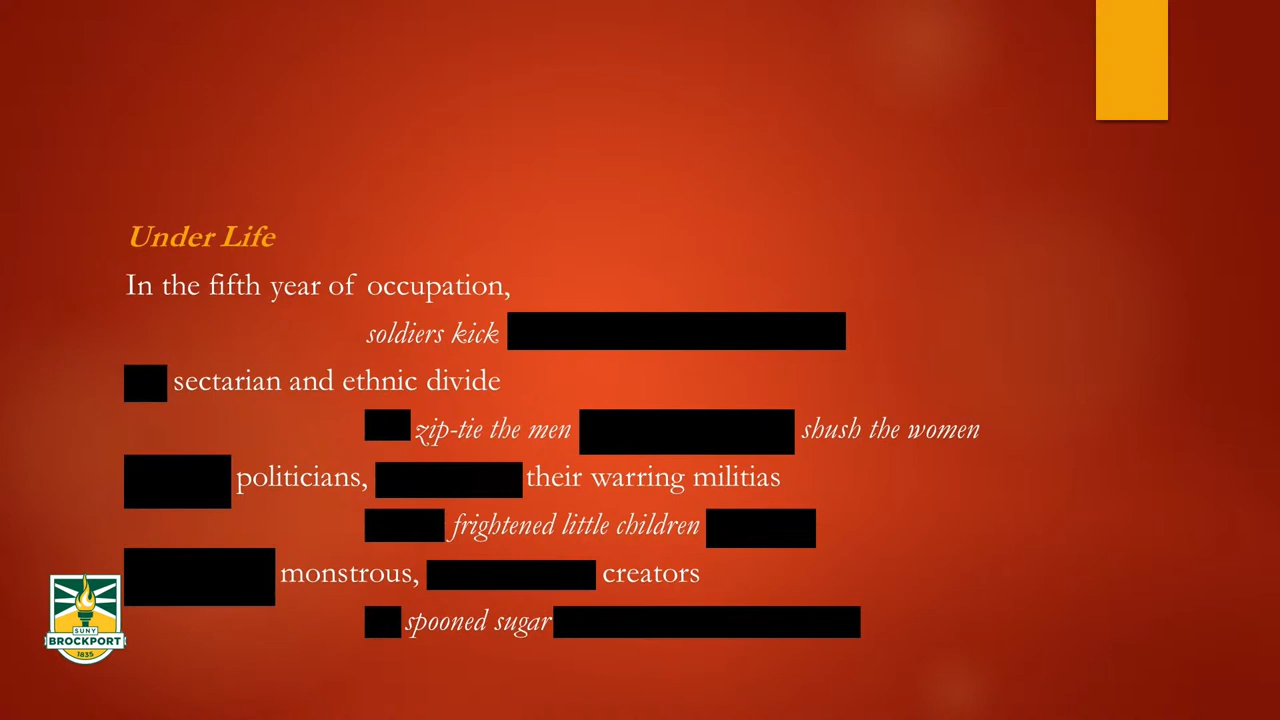 Under Life
In the fifth year of occupation,
soldiers kick
sectarian and ethnic divide
zip-tie the men shush the women
politicians, their warring militias
frightened little children
monstrous, creators
spooned sugar
SUNY
BROCKPORT
1835